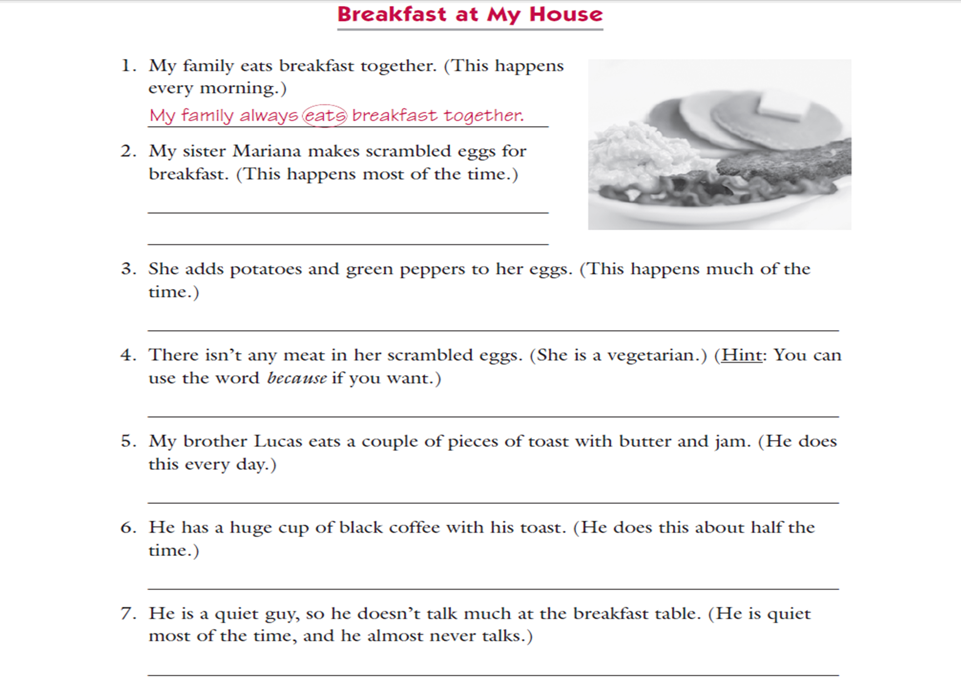 Breakfast at My House
1. My family eats breakfast together. (This happens
every morning.)
My family always eats breakfast together.
2. My sister Mariana makes scrambled eggs for
breakfast. (This happens most of the time.)
3. She adds potatoes and green peppers to her eggs. (This happens much of the
time.)
4. There isn’t any meat in her scrambled eggs. (She is a vegetarian.) (Hint: You can
use the word because if you want.)
5. My brother Lucas eats a couple of pieces of toast with butter and jam. (He does
this every day.)
6. He has a huge cup of black coffee with his toast. (He does this about half the
time.)
7. He is a quiet guy, so he doesn’t talk much at the breakfast table. (He is quiet
most of the time, and he almost never talks.)